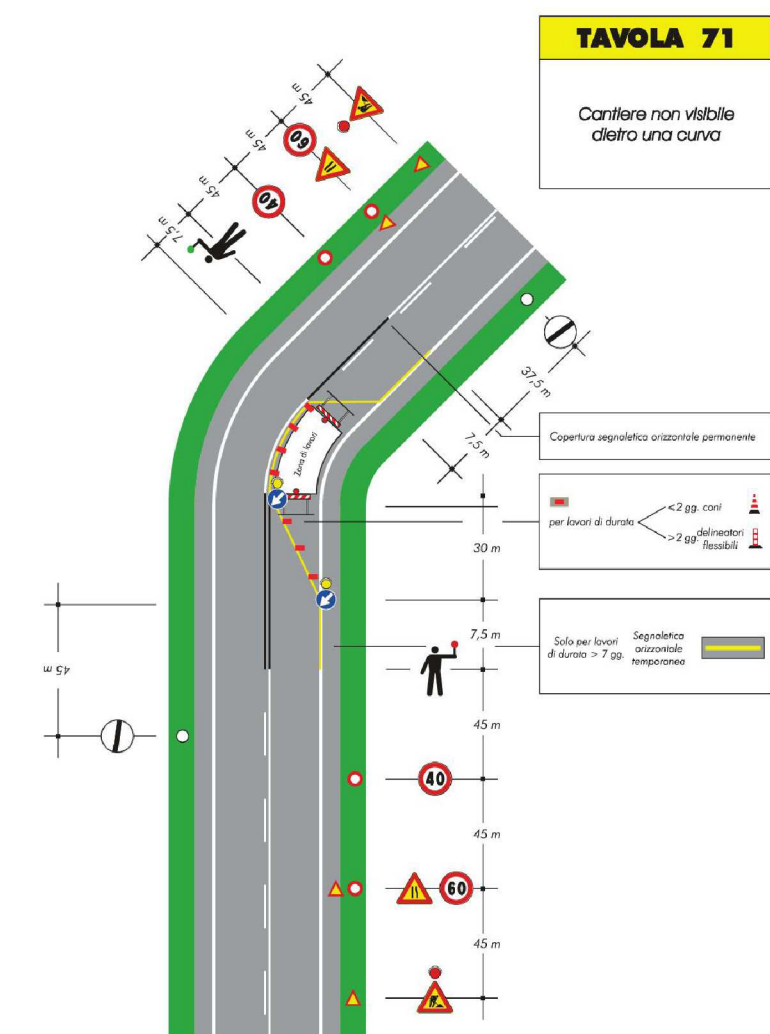 TAVOLA 71
Cantiere non visibile
dietro una curva
45 m
60
45 m
45 m
40
7,5 m
37,5 m
7,5 m
Copertura segnaletica orizzontale permanente
Zona di lavori
per lavori di durata
<2 gg. coni
>2 gg. delineatori
flessibili
30 m
7,5 m
Solo per lavori
di durata > 7 gg.
Segnaletica
orizzontale
temporanea
45 m
45 m
40
45 m
60
45 m